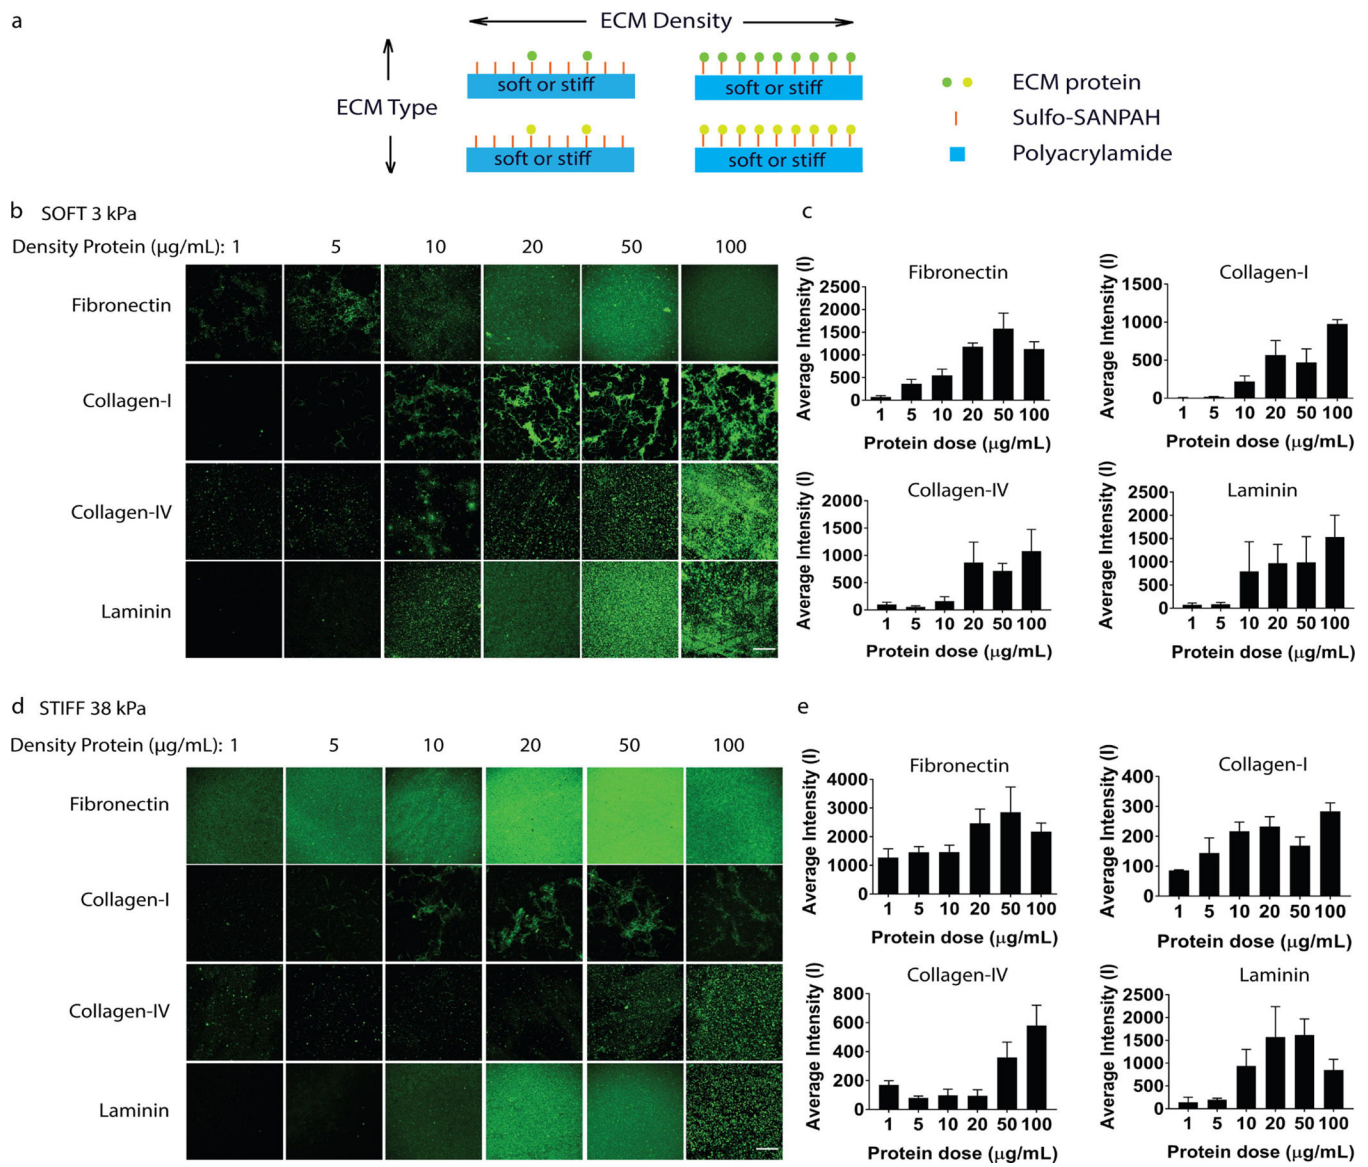 a
ECM Density
ECM Type
soft or stiff
soft or stiff
soft or stiff
soft or stiff
ECM protein
Sulfo-SANPAH
Polyacrylamide
b SOFT 3 kPa
Density Protein (µg/mL): 1 5 10 20 50 100
Fibronectin
Collagen-I
Collagen-IV
Laminin
c
Fibronectin
Average Intensity (I)
2500
2000
1500
1000
500
0
1 5 10 20 50 100
Protein dose (µg/mL)
Collagen-I
Average Intensity (I)
1500
1000
500
0
1 5 10 20 50 100
Protein dose (µg/mL)
Collagen-IV
Average Intensity (I)
2000
1500
1000
500
0
1 5 10 20 50 100
Protein dose (µg/mL)
Laminin
Average Intensity (I)
2500
2000
1500
1000
500
0
1 5 10 20 50 100
Protein dose (µg/mL)
d STIFF 38 kPa
Density Protein (µg/mL): 1 5 10 20 50 100
Fibronectin
Collagen-I
Collagen-IV
Laminin
e
Fibronectin
Average Intensity (I)
4000
3000
2000
1000
0
1 5 10 20 50 100
Protein dose (µg/mL)
Collagen-I
Average Intensity (I)
400
300
200
100
0
1 5 10 20 50 100
Protein dose (µg/mL)
Collagen-IV
Average Intensity (I)
800
600
400
200
0
1 5 10 20 50 100
Protein dose (µg/mL)
Laminin
Average Intensity (I)
2500
2000
1500
1000
500
0
1 5 10 20 50 100
Protein dose (µg/mL)